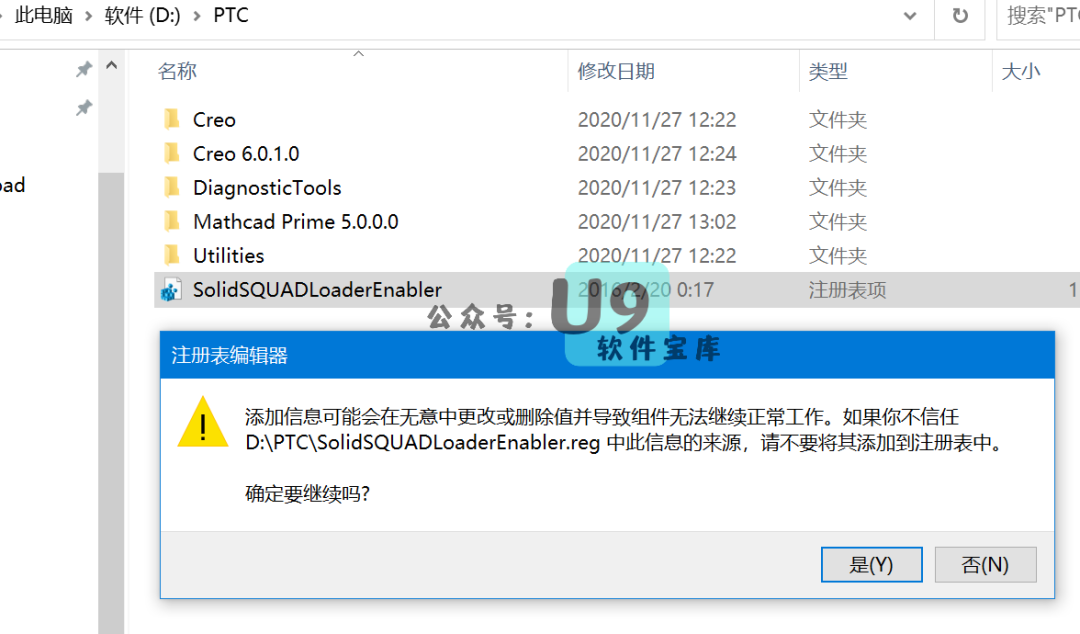 此电脑 > 软件 (D:) > PTC
搜索"PTC
名称 修改日期 类型 大小
Creo 2020/11/27 12:22 文件夹
Creo 6.0.1.0 2020/11/27 12:24 文件夹
DiagnosticTools 2020/11/27 12:23 文件夹
Mathcad Prime 5.0.0.0 2020/11/27 13:02 文件夹
oad
Utilities 2020/11/27 12:22 文件夹
SolidSQUADLoaderEnabler 2016/2/20 0:17 注册表项 1
公众号: U9
软件宝库
注册表编辑器
添加信息可能会在无意中更改或删除值并导致组件无法继续正常工作。如果你不信任
D:\PTC\SolidSQUADLoaderEnabler.reg 中此信息的来源，请不要将其添加到注册表中。
确定要继续吗?
是(Y) 否(N)